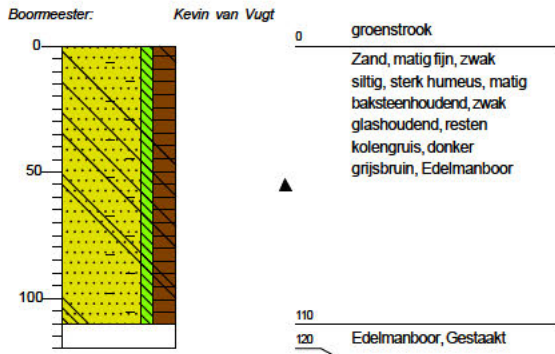 Boormeester: Kevin van Vugt
0
50
100
0 groenstrook
Zand, matig fijn, zwak
siltig, sterk humeus, matig
baksteenhoudend, zwak
glashoudend, resten
kolengruis, donker
grijsbruin, Edelmanboor
110
120 Edelmanboor, Gestaakt